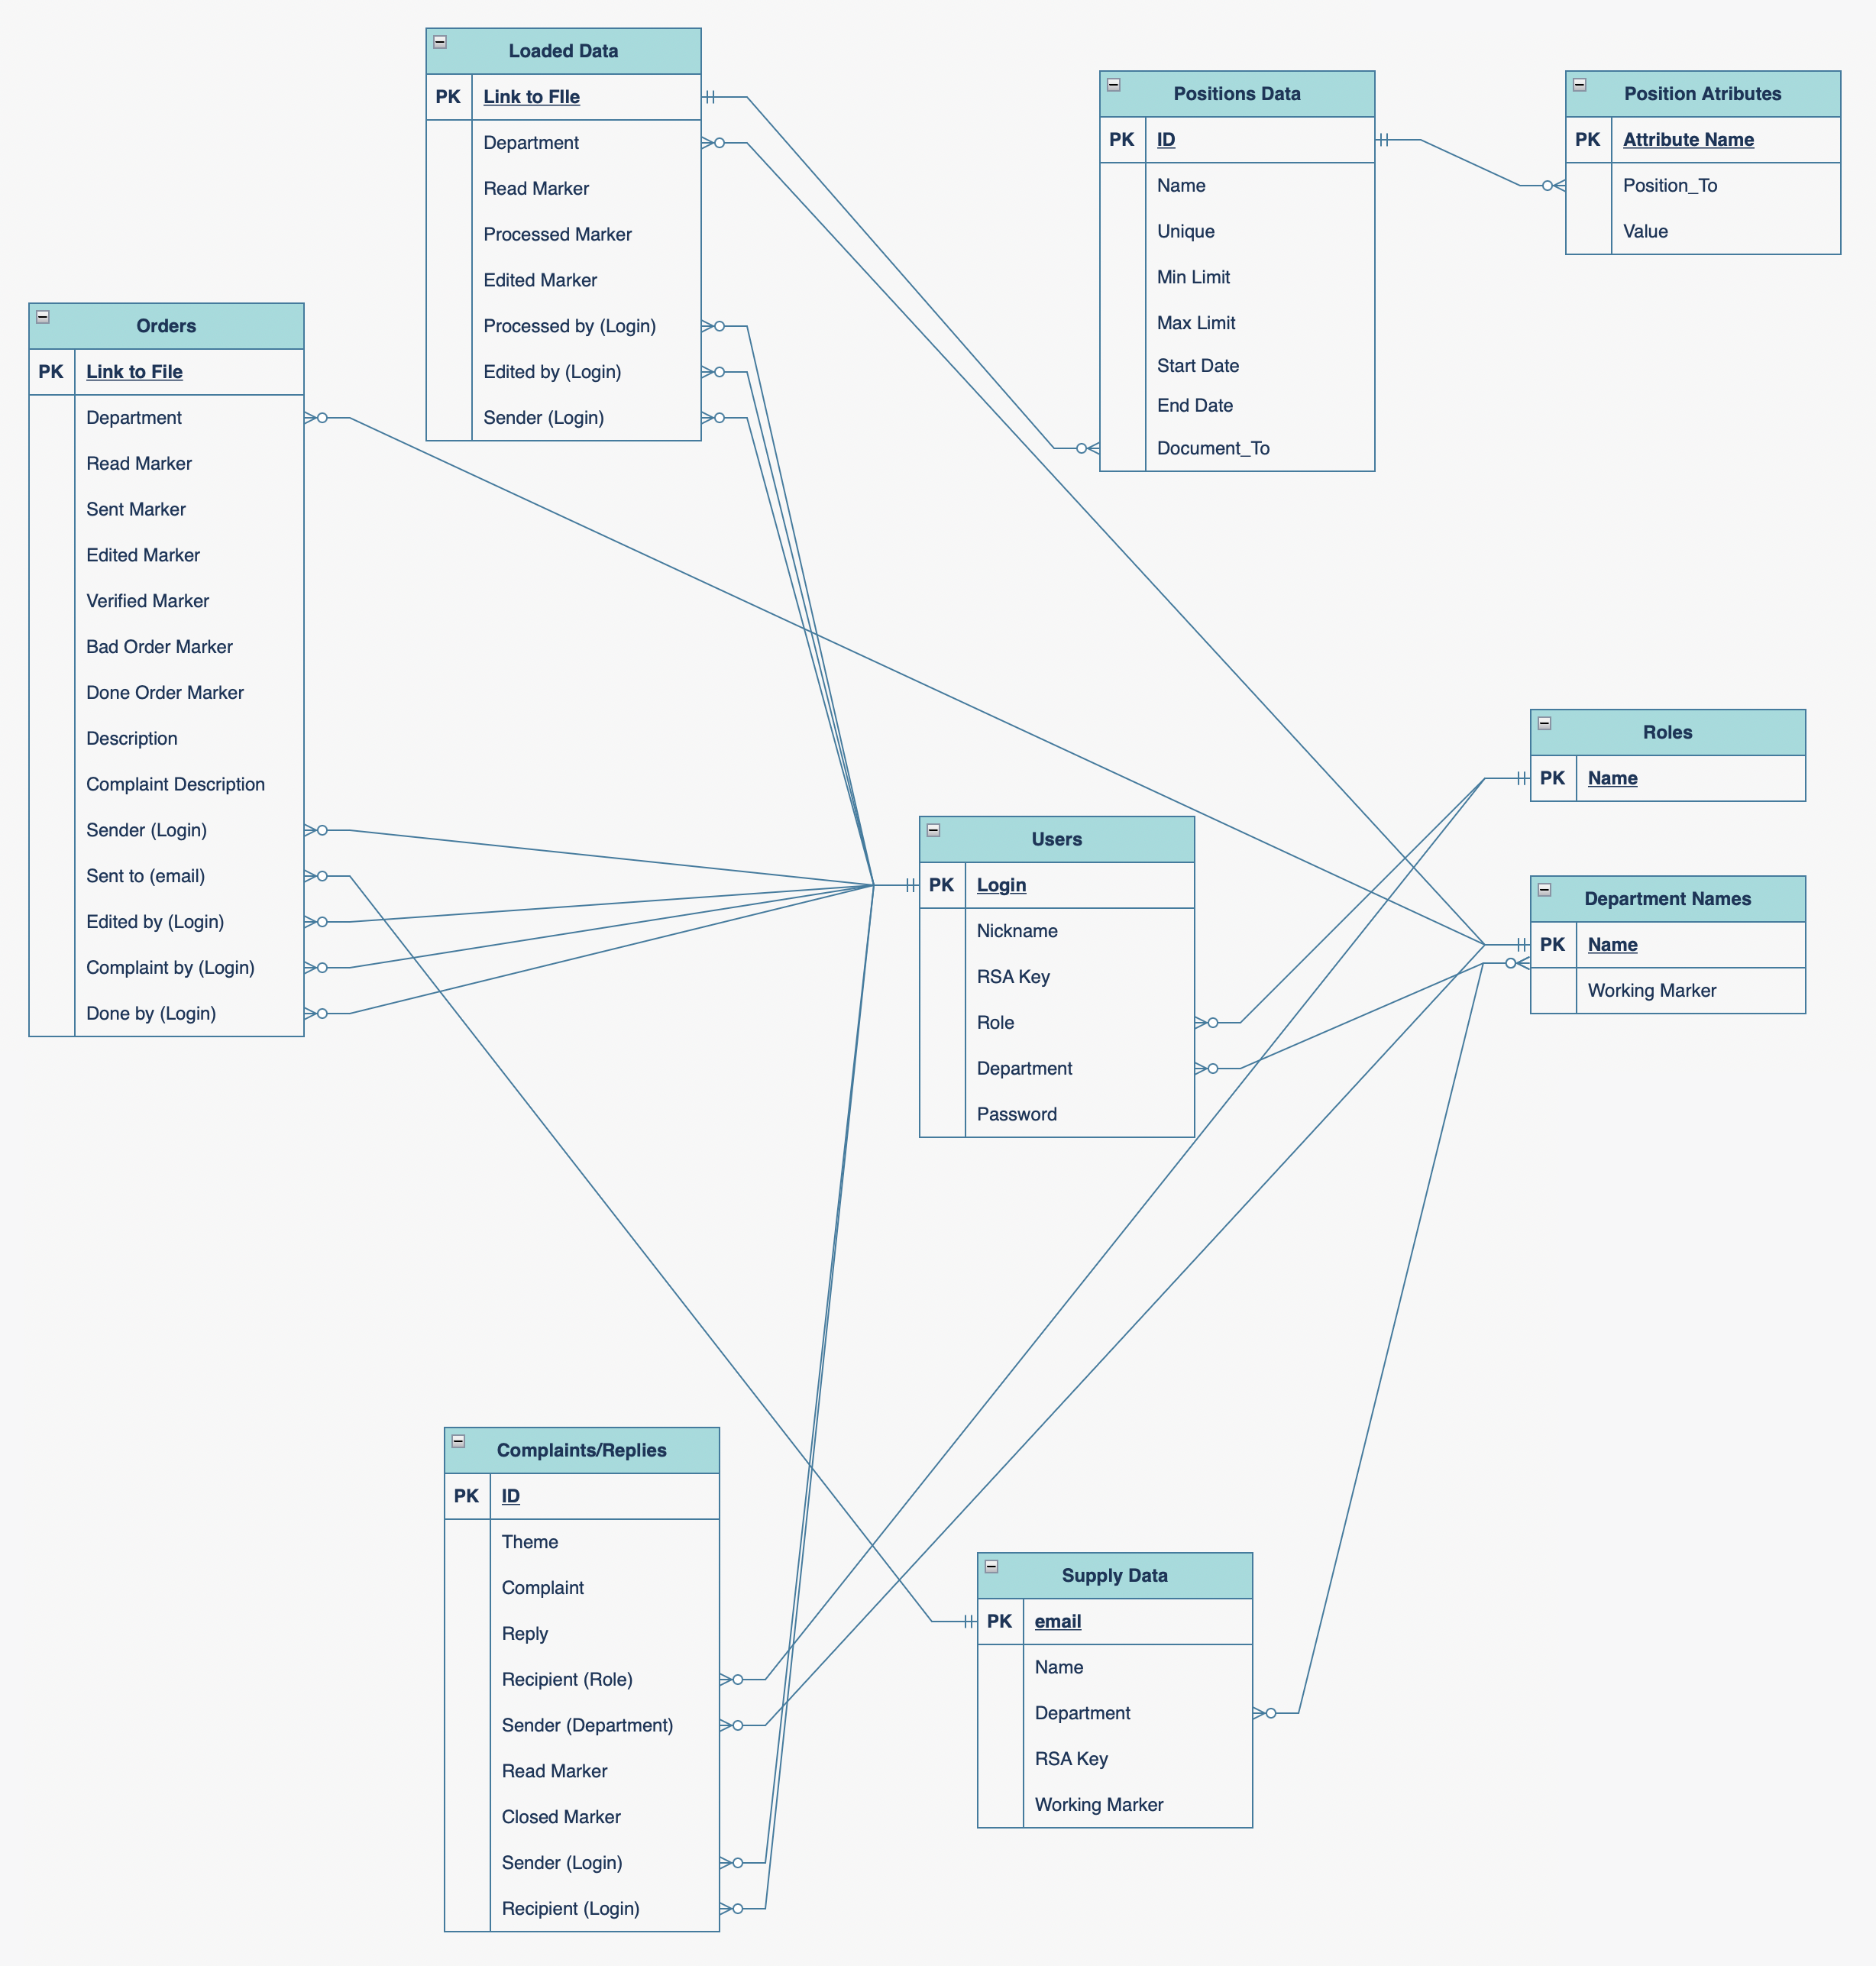 Loaded Data
PK Link to FIle
Department
Read Marker
Processed Marker
Edited Marker
Processed by (Login)
Edited by (Login)
Sender (Login)
Positions Data
PK ID
Name
Unique
Min Limit
Max Limit
Start Date
End Date
Document_To
Position Atributes
PK Attribute Name
Position_To
Value
Orders
PK Link to File
Department
Read Marker
Sent Marker
Edited Marker
Verified Marker
Bad Order Marker
Done Order Marker
Description
Complaint Description
Sender (Login)
Sent to (email)
Edited by (Login)
Complaint by (Login)
Done by (Login)
Roles
PK Name
Users
PK Login
Nickname
RSA Key
Role
Department
Password
Department Names
PK Name
Working Marker
Complaints/Replies
PK ID
Theme
Complaint
Reply
Recipient (Role)
Sender (Department)
Read Marker
Closed Marker
Sender (Login)
Recipient (Login)
Supply Data
PK email
Name
Department
RSA Key
Working Marker